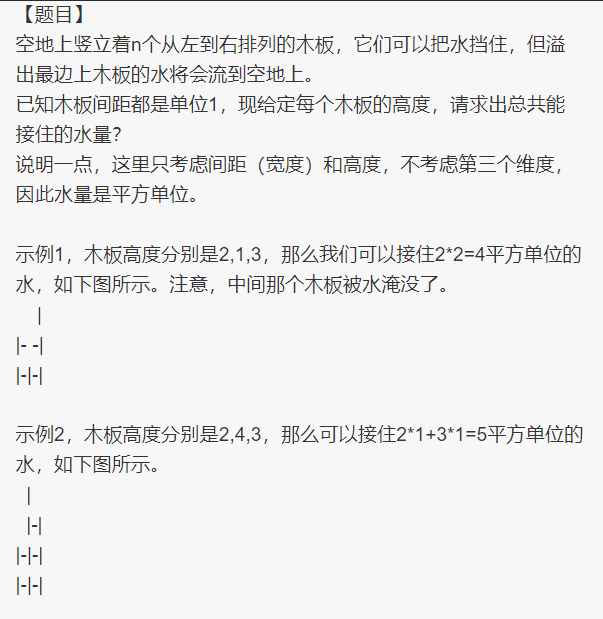 【题目】
空地上竖立着n个从左到右排列的木板，它们可以把水挡住，但溢
出最边上木板的水将会流到空地上。
已知木板间距都是单位1，现给定每个木板的高度，请求出总共能
接住的水量？
说明一点，这里只考虑间距（宽度）和高度，不考虑第三个维度，
因此水量是平方单位。
示例1，木板高度分别是2,1,3，那么我们可以接住2*2=4平方单位的
水，如下图所示。注意，中间那个木板被水淹没了。
    |
|- -|
|-|-|
示例2，木板高度分别是2,4,3，那么可以接住2*1+3*1=5平方单位的
水，如下图所示。
  |
  |-|
|-|-|
|-|-|